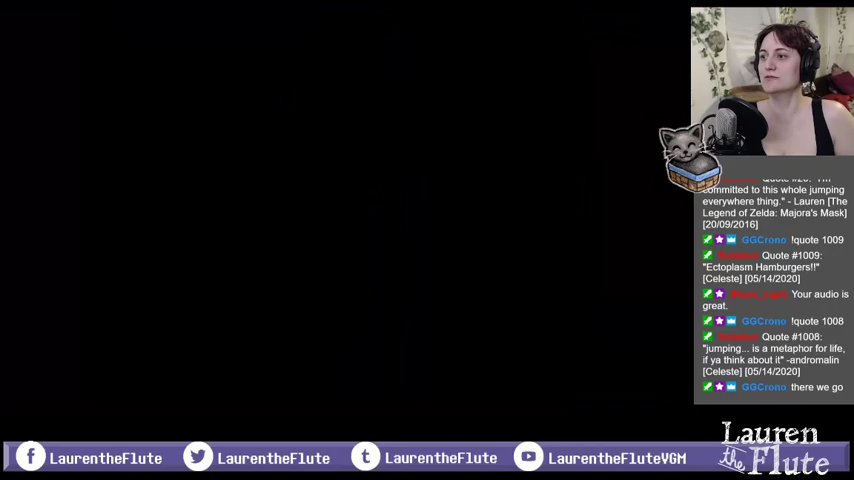 committed to this whole jumping
everywhere thing." - Lauren [The
Legend of Zelda: Majora's Mask]
[20/09/2016]
GGCrono !quote 1009
Quote #1009:
"Ectoplasm Hamburgers!!"
[Celeste] [05/14/2020]
Your audio is
great.
GGCrono !quote 1008
Quote #1008:
"jumping... is a metaphor for life,
if ya think about it" -andromalin
[Celeste] [05/14/2020]
GGCrono there we go
LaurentheFlute
LaurentheFlute
LaurentheFlute
LaurentheFluteVGM
Lauren
the Flute